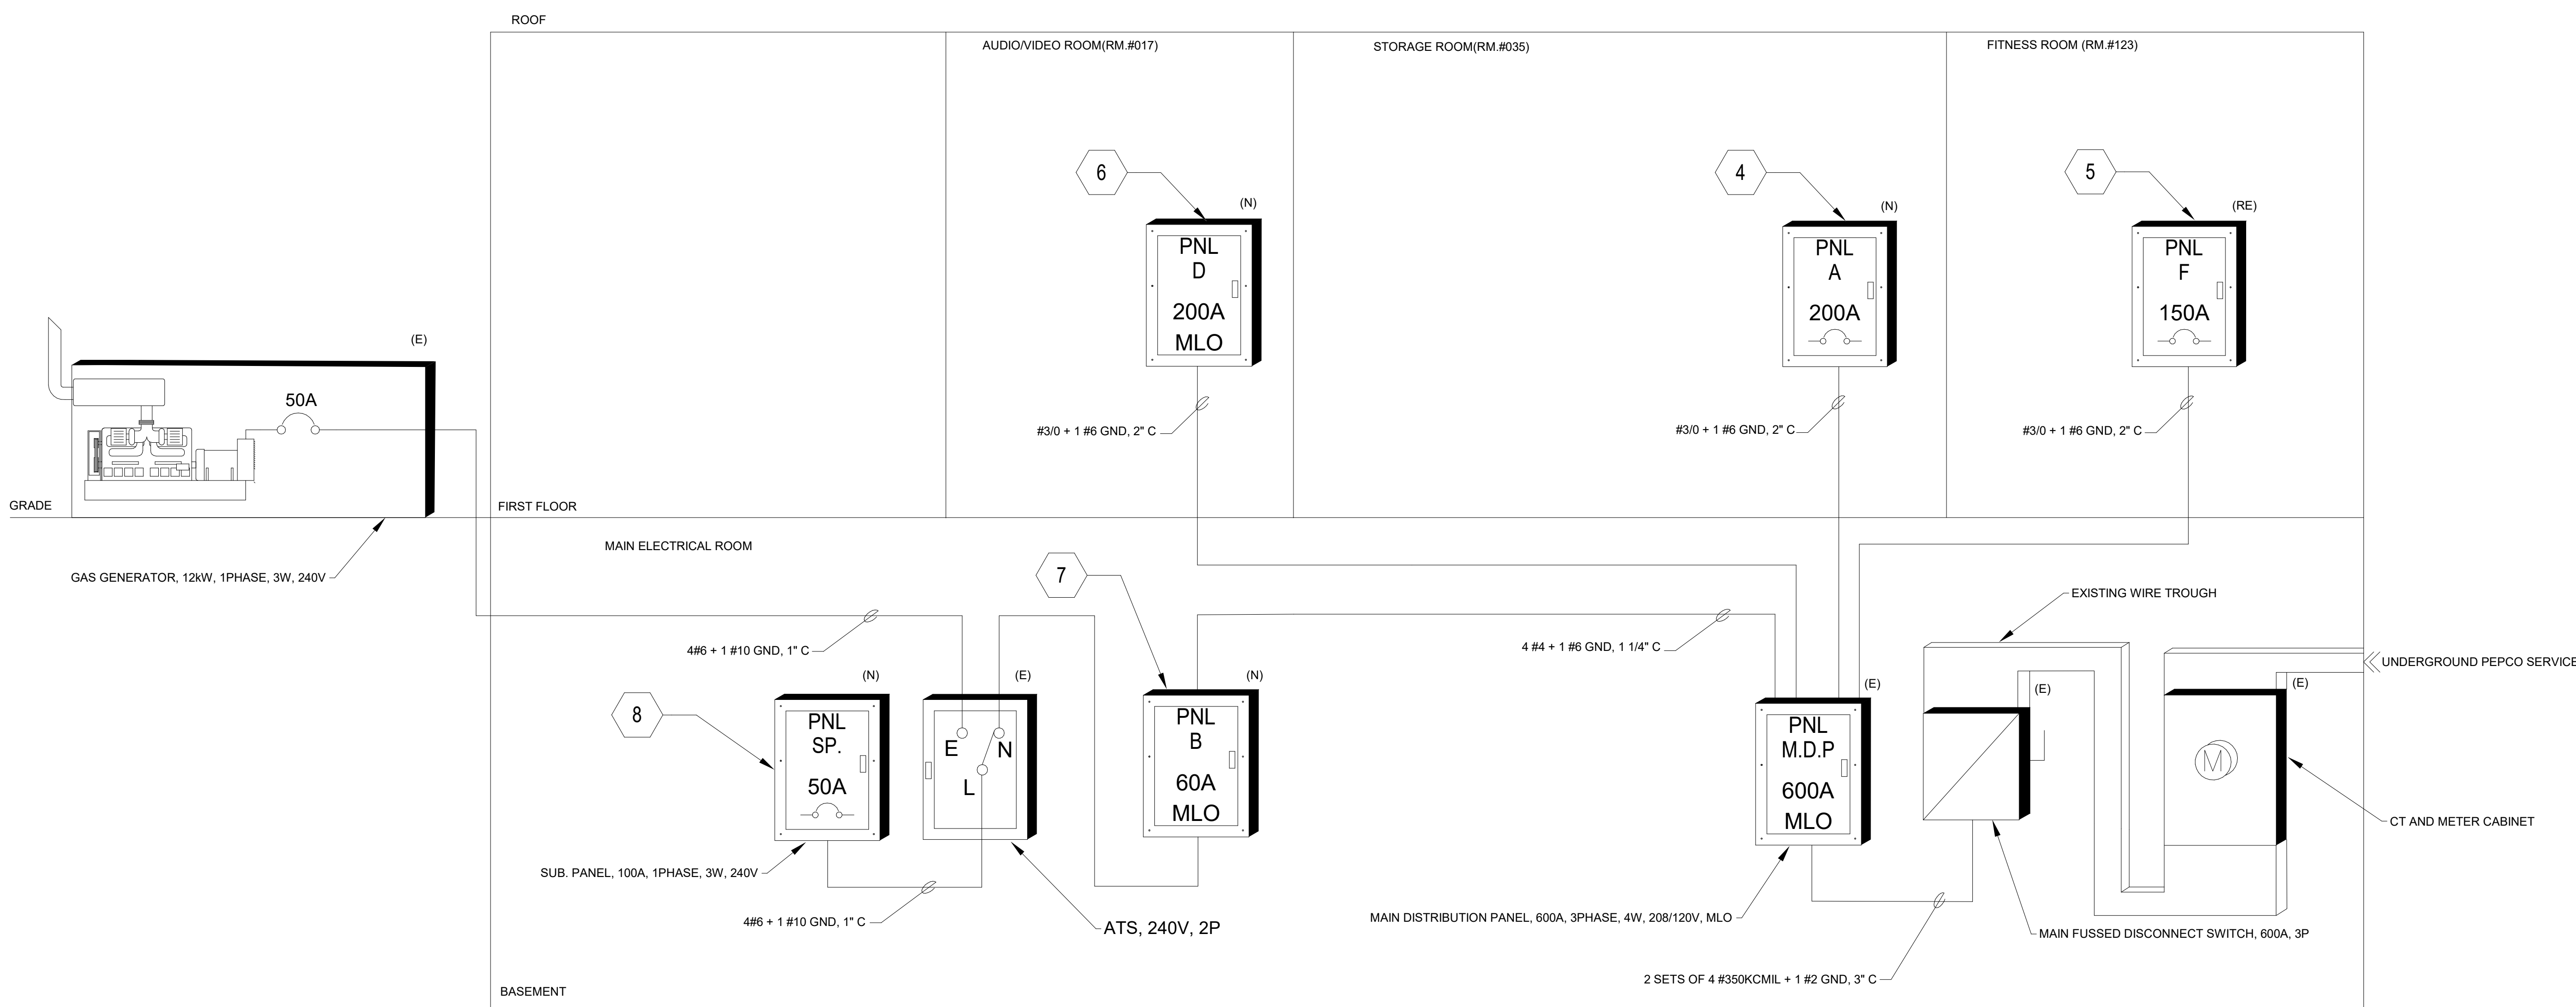 ROOF
AUDIO/VIDEO ROOM(RM.#017)
STORAGE ROOM(RM.#035)
FITNESS ROOM (RM.#123)
6
(N)
PNL
D
200A
MLO
4
(N)
PNL
A
200A
5
(RE)
PNL
F
150A
(E)
50A
#3/0 + 1 #6 GND, 2" C
#3/0 + 1 #6 GND, 2" C
#3/0 + 1 #6 GND, 2" C
GRADE
FIRST FLOOR
GAS GENERATOR, 12kW, 1PHASE, 3W, 240V
MAIN ELECTRICAL ROOM
7
EXISTING WIRE TROUGH
4#6 + 1 #10 GND, 1" C
4 #4 + 1 #6 GND, 1 1/4" C
UNDERGROUND PEPCO SERVICE
8
(N)
PNL
SP.
50A
(E)
E
N
L
(N)
PNL
B
60A
MLO
(E)
PNL
M.D.P
600A
MLO
(E)
(E)
M
CT AND METER CABINET
SUB. PANEL, 100A, 1PHASE, 3W, 240V
4#6 + 1 #10 GND, 1" C
ATS, 240V, 2P
MAIN DISTRIBUTION PANEL, 600A, 3PHASE, 4W, 208/120V, MLO
MAIN FUSSED DISCONNECT SWITCH, 600A, 3P
2 SETS OF 4 #350KCMIL + 1 #2 GND, 3" C
BASEMENT